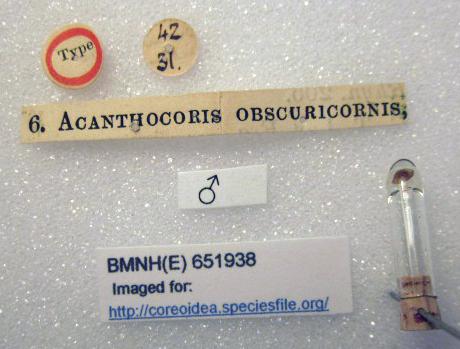 Type
42
31.
6. ACANTHOCORIS OBSCURICORNIS,
♂
BMNH(E) 651938
Imaged for:
http://coreoidea.speciesfile.org/